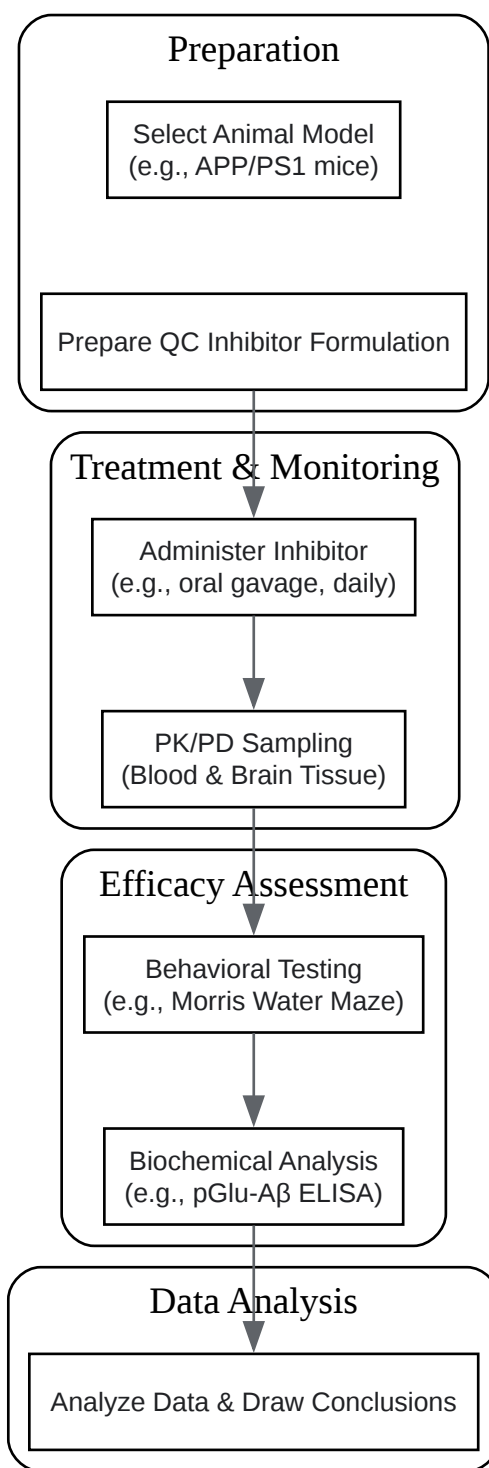 Preparation
Select Animal Model
(e.g., APP/PS1 mice)
Prepare QC Inhibitor Formulation
Treatment & Monitoring
Administer Inhibitor
(e.g., oral gavage, daily)
PK/PD Sampling
(Blood & Brain Tissue)
Efficacy Assessment
Behavioral Testing
(e.g., Morris Water Maze)
Biochemical Analysis
(e.g., pGlu-Aβ ELISA)
Data Analysis
Analyze Data & Draw Conclusions